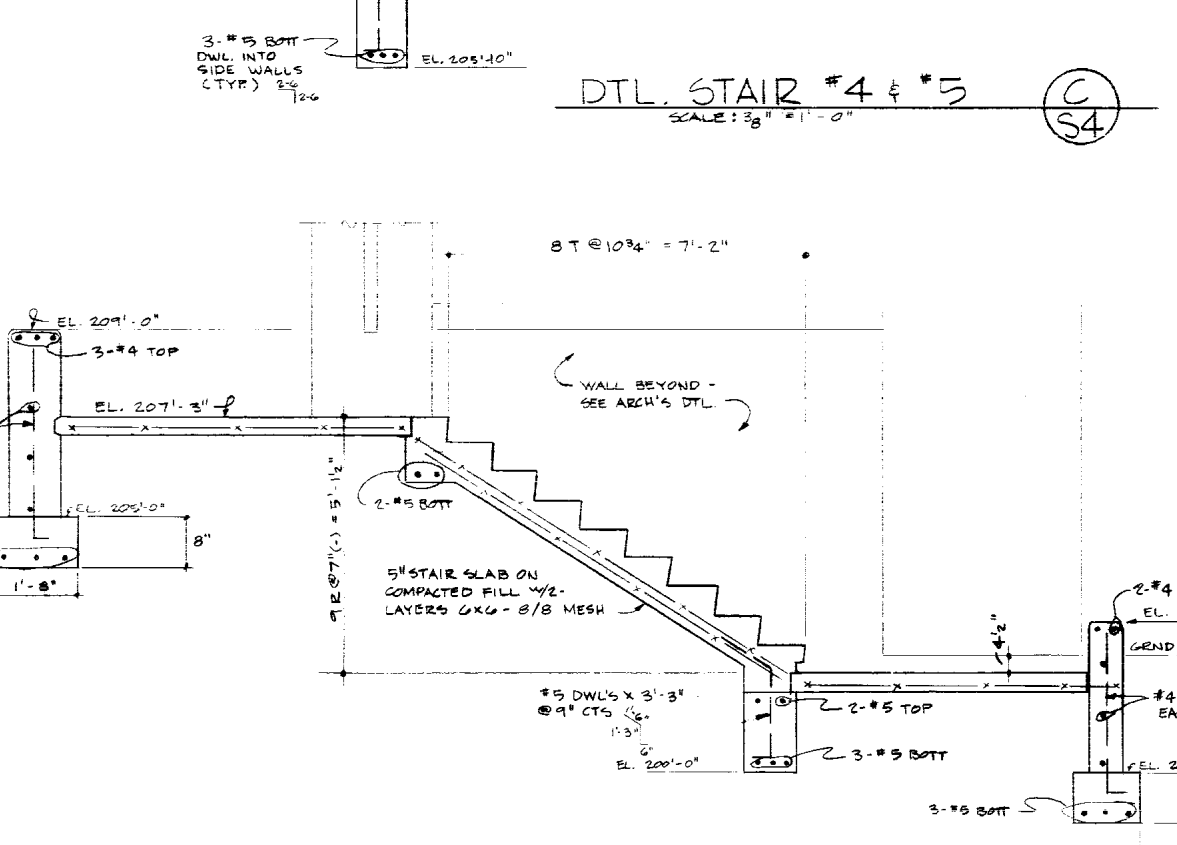 3-#5 BOTT
DWL. INTO
SIDE WALLS
(TYP.) 2-6
2-6
EL. 205'-10"
DTL. STAIR #4 & #5
SCALE: 3/8" = 1'-0"
C
S4
8 T @ 10 3/4" = 7'-2"
EL. 209'-0"
3-#4 TOP
EL. 207'-3"
WALL BEYOND -
SEE ARCH'S DTL.
9 R @ 7"(-) = 5'-1 1/2"
2-#5 BOTT
EL. 205'-0"
8"
1'-8"
5" STAIR SLAB ON
COMPACTED FILL W/2-
LAYERS 6X6 - 8/8 MESH
2-#4
EL.
GRND
4 1/2"
#5 DWL'S X 3'-3"
@ 9" CTS
1'-3"
6"
2-#5 TOP
#4
EA
EL. 200'-0"
3-#5 BOTT
EL. 2
3-#5 BOTT